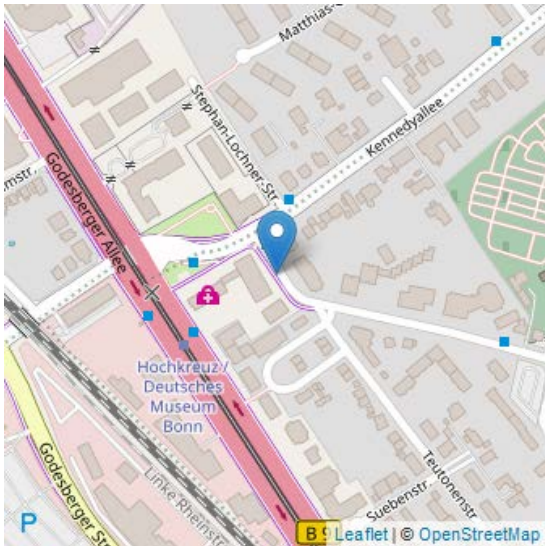 Matthias-
Stephan-Lochner-Str.
Kennedyallee
mstr.
Godesberger Allee
Hochkreuz /
Deutsches
Museum
Bonn
Godesberger Str
Linke Rheinstr
Teutonenstr
Suebenstr.
P
B 9
Leaflet | © OpenStreetMap